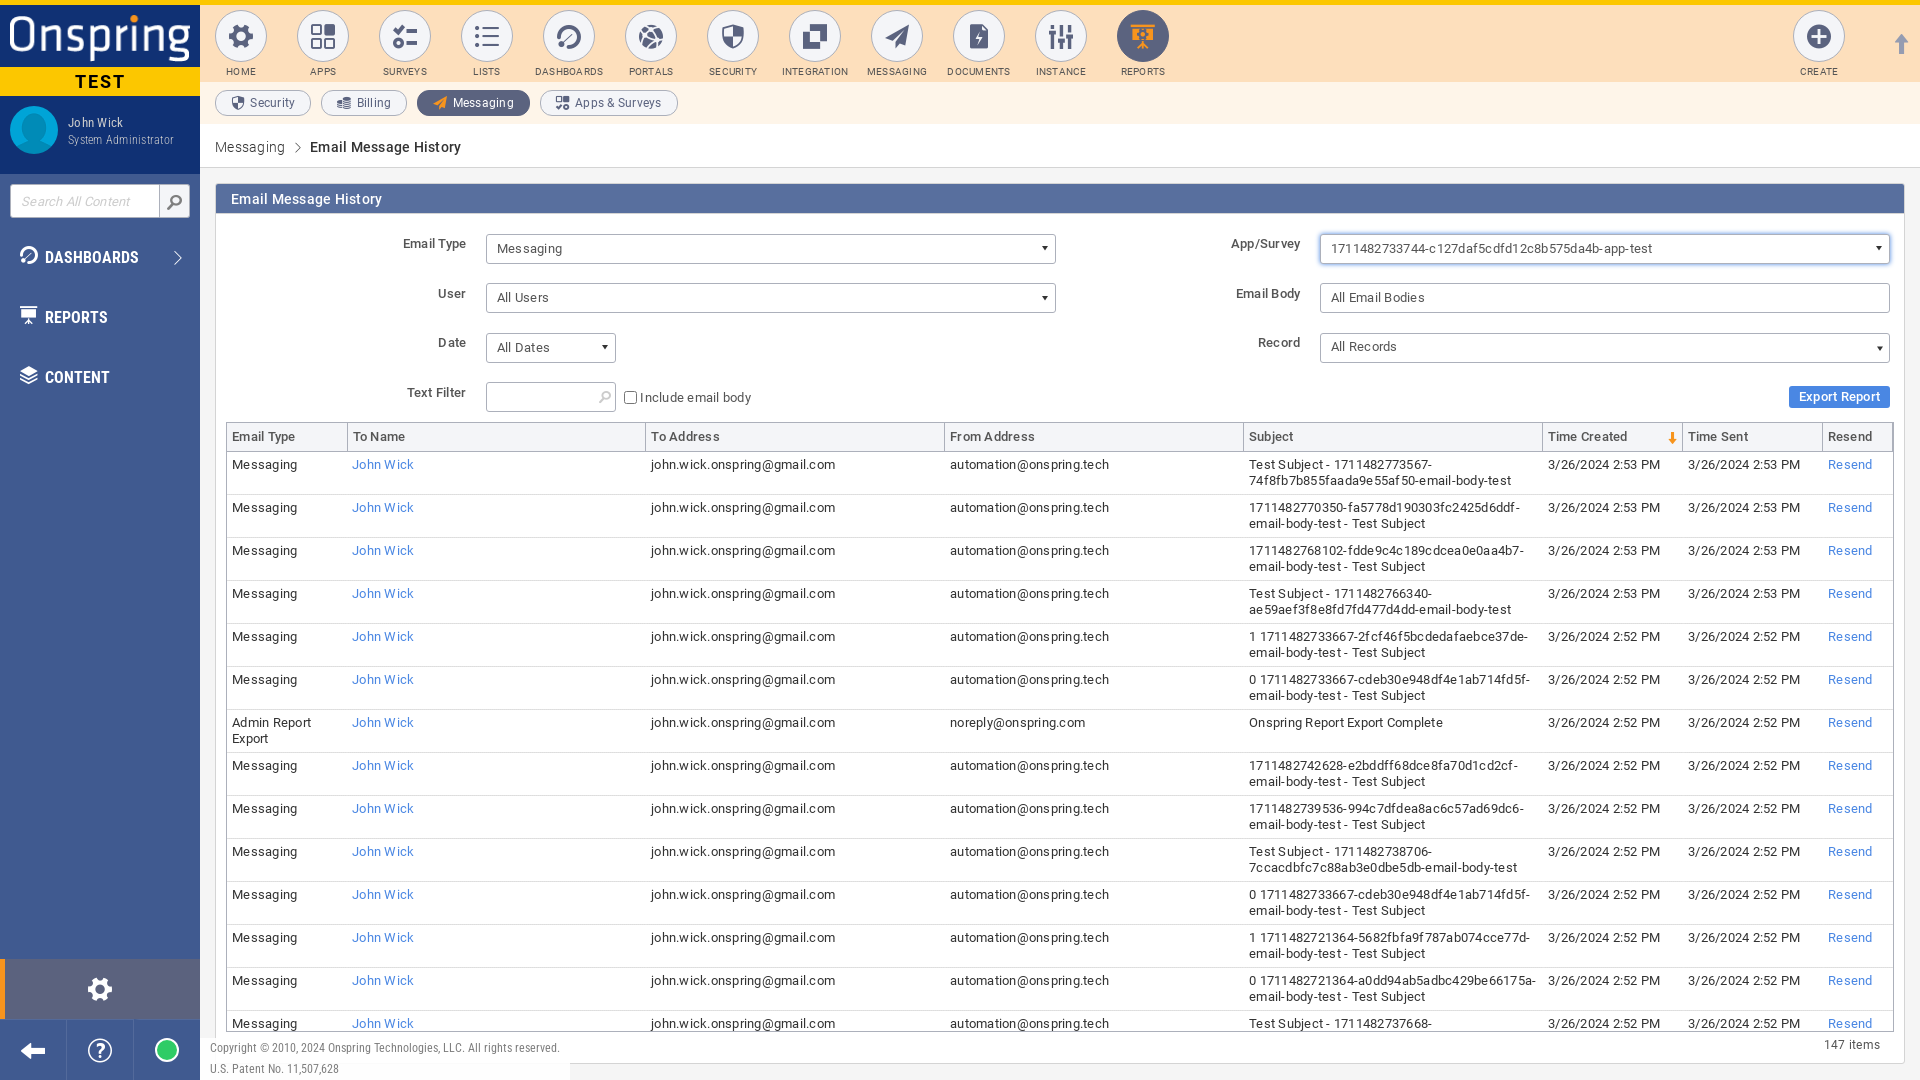 Onspring
TEST
John Wick
System Administrator
Search All Content
DASHBOARDS
REPORTS
CONTENT
HOME APPS SURVEYS LISTS DASHBOARDS PORTALS SECURITY INTEGRATION MESSAGING DOCUMENTS INSTANCE REPORTS CREATE
Security Billing Messaging Apps & Surveys
Messaging > Email Message History
Email Message History
Email Type Messaging App/Survey 1711482733744-c127daf5cdfd12c8b575da4b-app-test
User All Users Email Body All Email Bodies
Date All Dates Record All Records
Text Filter Include email body Export Report
Email Type To Name To Address From Address Subject Time Created Time Sent Resend
Messaging John Wick john.wick.onspring@gmail.com automation@onspring.tech Test Subject - 1711482773567- 3/26/2024 2:53 PM 3/26/2024 2:53 PM Resend
74f8fb7b855faada9e55af50-email-body-test
Messaging John Wick john.wick.onspring@gmail.com automation@onspring.tech 1711482770350-fa5778d190303fc2425d6ddf- 3/26/2024 2:53 PM 3/26/2024 2:53 PM Resend
email-body-test - Test Subject
Messaging John Wick john.wick.onspring@gmail.com automation@onspring.tech 1711482768102-fdde9c4c189cdcea0e0aa4b7- 3/26/2024 2:53 PM 3/26/2024 2:53 PM Resend
email-body-test - Test Subject
Messaging John Wick john.wick.onspring@gmail.com automation@onspring.tech Test Subject - 1711482766340- 3/26/2024 2:53 PM 3/26/2024 2:53 PM Resend
ae59aef3f8e8fd7fd477d4dd-email-body-test
Messaging John Wick john.wick.onspring@gmail.com automation@onspring.tech 1 1711482733667-2fcf46f5bcdedafaebce37de- 3/26/2024 2:52 PM 3/26/2024 2:52 PM Resend
email-body-test - Test Subject
Messaging John Wick john.wick.onspring@gmail.com automation@onspring.tech 0 1711482733667-cdeb30e948df4e1ab714fd5f- 3/26/2024 2:52 PM 3/26/2024 2:52 PM Resend
email-body-test - Test Subject
Admin Report John Wick john.wick.onspring@gmail.com noreply@onspring.com Onspring Report Export Complete 3/26/2024 2:52 PM 3/26/2024 2:52 PM Resend
Export
Messaging John Wick john.wick.onspring@gmail.com automation@onspring.tech 1711482742628-e2bddff68dce8fa70d1cd2cf- 3/26/2024 2:52 PM 3/26/2024 2:52 PM Resend
email-body-test - Test Subject
Messaging John Wick john.wick.onspring@gmail.com automation@onspring.tech 1711482739536-994c7dfdea8ac6c57ad69dc6- 3/26/2024 2:52 PM 3/26/2024 2:52 PM Resend
email-body-test - Test Subject
Messaging John Wick john.wick.onspring@gmail.com automation@onspring.tech Test Subject - 1711482738706- 3/26/2024 2:52 PM 3/26/2024 2:52 PM Resend
7ccacdbfc7c88ab3e0dbe5db-email-body-test
Messaging John Wick john.wick.onspring@gmail.com automation@onspring.tech 0 1711482733667-cdeb30e948df4e1ab714fd5f- 3/26/2024 2:52 PM 3/26/2024 2:52 PM Resend
email-body-test - Test Subject
Messaging John Wick john.wick.onspring@gmail.com automation@onspring.tech 1 1711482721364-5682fbfa9f787ab074cce77d- 3/26/2024 2:52 PM 3/26/2024 2:52 PM Resend
email-body-test - Test Subject
Messaging John Wick john.wick.onspring@gmail.com automation@onspring.tech 0 1711482721364-a0dd94ab5adbc429be66175a- 3/26/2024 2:52 PM 3/26/2024 2:52 PM Resend
email-body-test - Test Subject
Messaging John Wick john.wick.onspring@gmail.com automation@onspring.tech Test Subject - 1711482737668- 3/26/2024 2:52 PM 3/26/2024 2:52 PM Resend
147 items
Copyright © 2010, 2024 Onspring Technologies, LLC. All rights reserved.
U.S. Patent No. 11,507,628